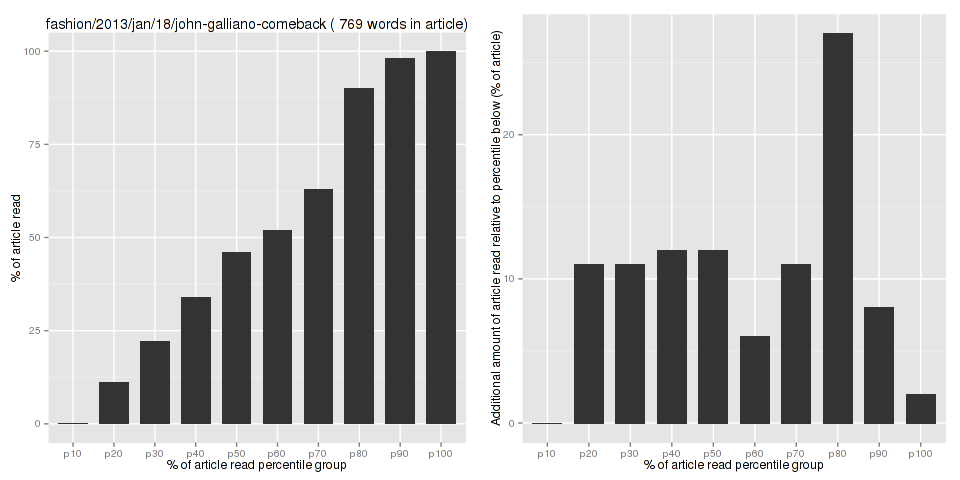 fashion/2013/jan/18/john-galliano-comeback ( 769 words in article)
% of article read
100
75
50
25
0
p10 p20 p30 p40 p50 p60 p70 p80 p90 p100
% of article read percentile group
Additional amount of article read relative to percentile below (% of article)
20
10
0
p10 p20 p30 p40 p50 p60 p70 p80 p90 p100
% of article read percentile group